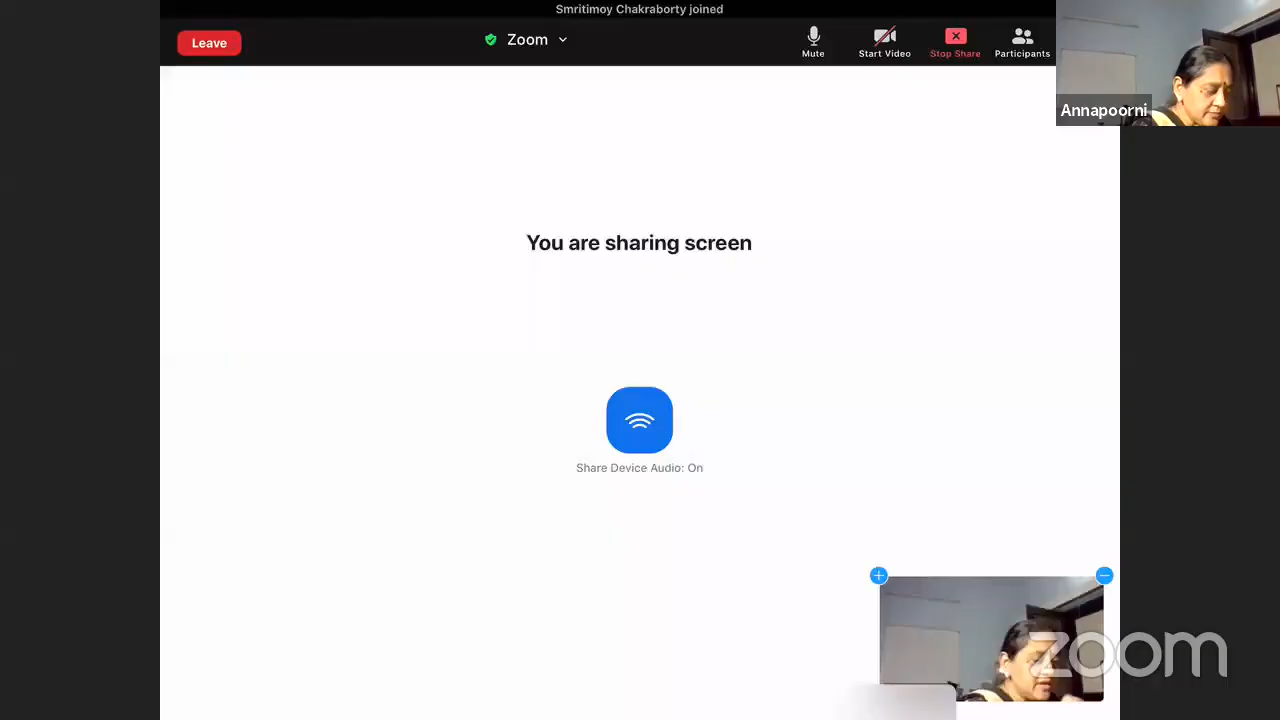 Smritimoy Chakraborty joined
Leave
Zoom
Mute
Start Video
Stop Share
Participants
Annapoorni
You are sharing screen
Share Device Audio: On
zoom